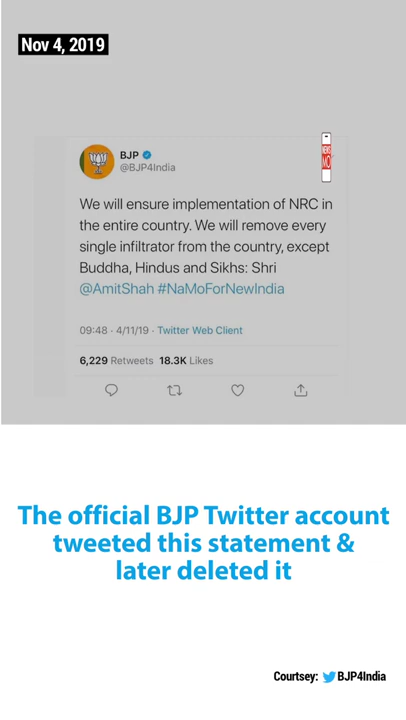 Nov 4, 2019
BJP
@BJP4India
NEWS
MO
We will ensure implementation of NRC in
the entire country. We will remove every
single infiltrator from the country, except
Buddha, Hindus and Sikhs: Shri
@AmitShah #NaMoForNewIndia
09:48 · 4/11/19 · Twitter Web Client
6,229 Retweets 18.3K Likes
The official BJP Twitter account
tweeted this statement &
later deleted it
Courtsey: BJP4India